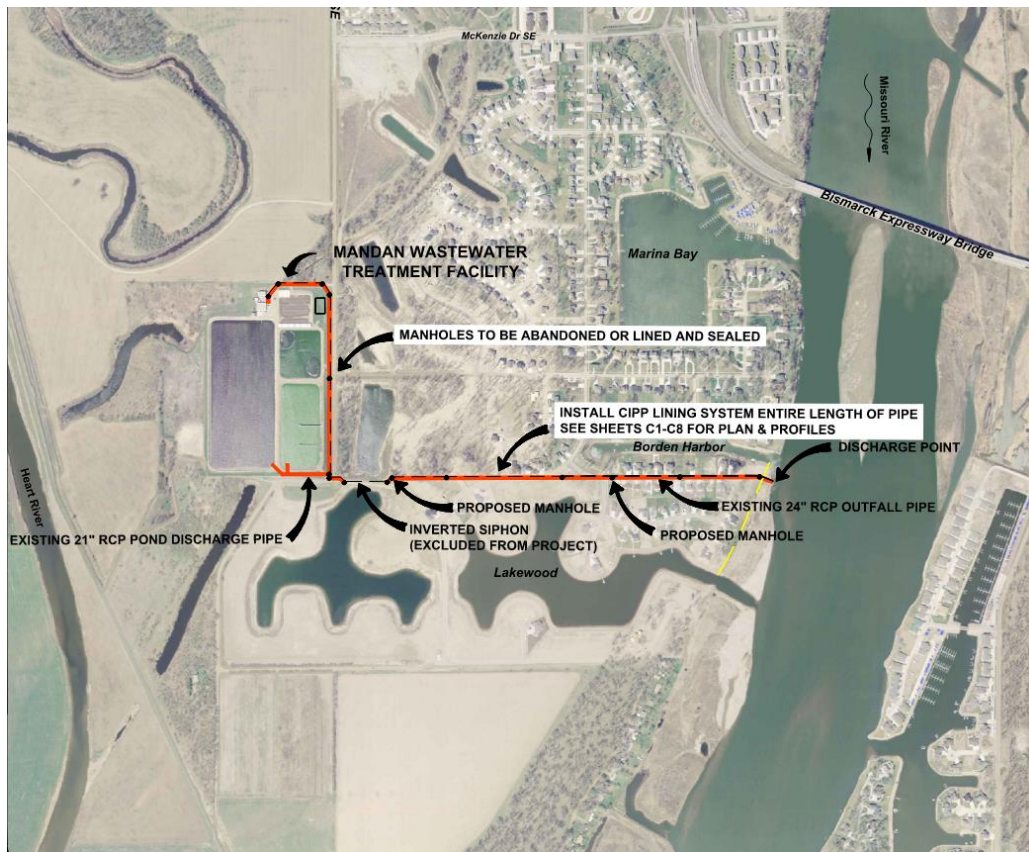 SE
McKenzie Dr SE
Missouri River
Bismarck Expressway Bridge
MANDAN WASTEWATER
TREATMENT FACILITY
Marina Bay
MANHOLES TO BE ABANDONED OR LINED AND SEALED
INSTALL CIPP LINING SYSTEM ENTIRE LENGTH OF PIPE
SEE SHEETS C1-C8 FOR PLAN & PROFILES
Borden Harbor
DISCHARGE POINT
Heart River
PROPOSED MANHOLE
EXISTING 24" RCP OUTFALL PIPE
EXISTING 21" RCP POND DISCHARGE PIPE
INVERTED SIPHON
(EXCLUDED FROM PROJECT)
PROPOSED MANHOLE
Lakewood